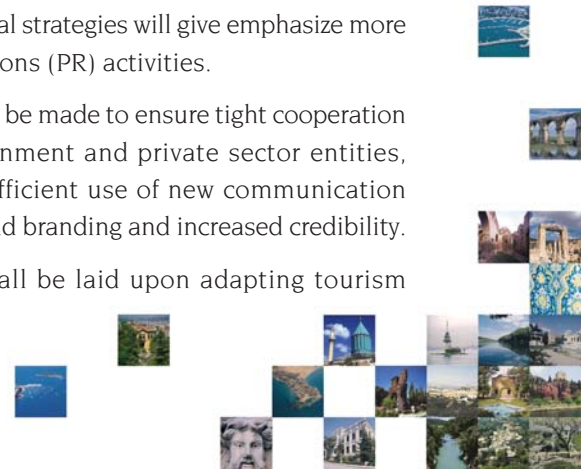 al strategies will give emphasize more
ons (PR) activities.
be made to ensure tight cooperation
nment and private sector entities,
fficient use of new communication
d branding and increased credibility.
all be laid upon adapting tourism